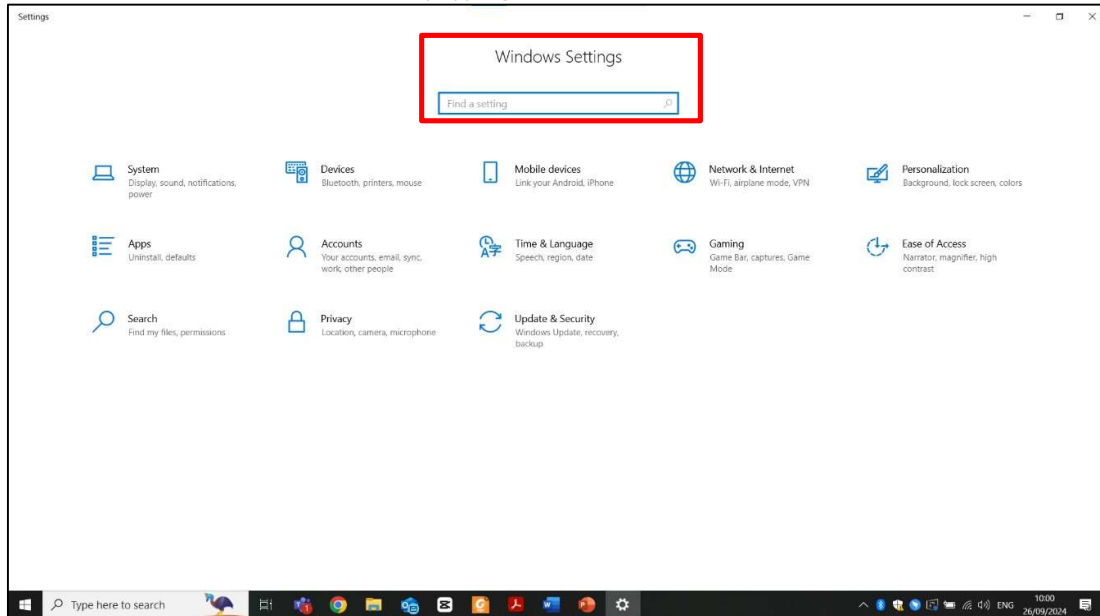 Settings
Windows Settings
Find a setting
System
Display, sound, notifications,
power
Devices
Bluetooth, printers, mouse
Mobile devices
Link your Android, iPhone
Network & Internet
Wi-Fi, airplane mode, VPN
Personalization
Background, lock screen, colors
Apps
Uninstall, defaults
Accounts
Your accounts, email, sync,
work, other people
Time & Language
Speech, region, date
Gaming
Game Bar, captures, Game
Mode
Ease of Access
Narrator, magnifier, high
contrast
Search
Find my files, permissions
Privacy
Location, camera, microphone
Update & Security
Windows Update, recovery,
backup
Type here to search
ENG
10:00
26/09/2024